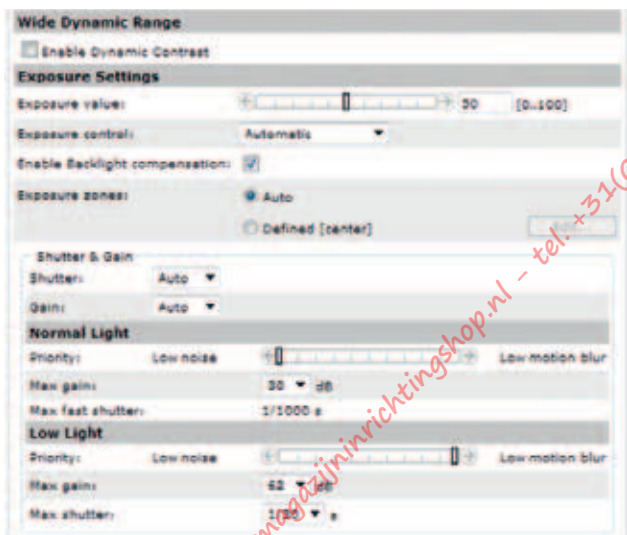 Wide Dynamic Range
Enable Dynamic Contrast
Exposure Settings
Exposure value: 50 [0..100]
Exposure control: Automatic
Enable Backlight compensation:
Exposure zones: Auto
Defined [center] Edit...
Shutter & Gain
Shutter: Auto
Gain: Auto
Normal Light
Priority: Low noise Low motion blur
Max gain: 30 dB
Max fast shutter: 1/1000 s
Low Light
Priority: Low noise Low motion blur
Max gain: 62 dB
Max shutter: s
magazijninrichtingshop.nl - tel. +31(